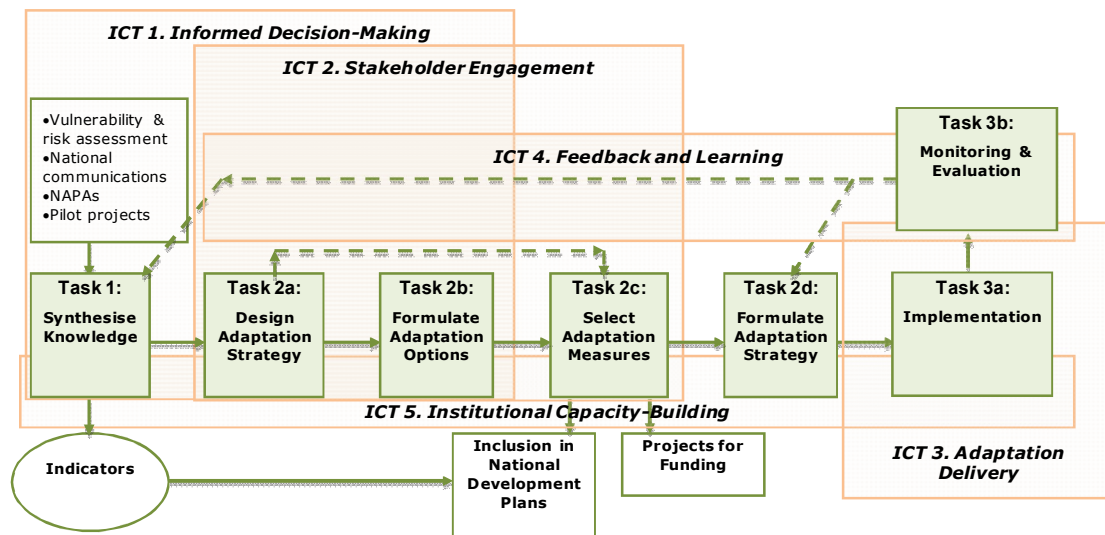 ICT 1. Informed Decision-Making
ICT 2. Stakeholder Engagement
•Vulnerability &
risk assessment
•National
communications
•NAPAs
•Pilot projects
ICT 4. Feedback and Learning
Task 3b:
Monitoring &
Evaluation
Task 1:
Synthesise
Knowledge
Task 2a:
Design
Adaptation
Strategy
Task 2b:
Formulate
Adaptation
Options
Task 2c:
Select
Adaptation
Measures
Task 2d:
Formulate
Adaptation
Strategy
Task 3a:
Implementation
ICT 5. Institutional Capacity-Building
Indicators
Inclusion in
National
Development
Plans
Projects for
Funding
ICT 3. Adaptation
Delivery